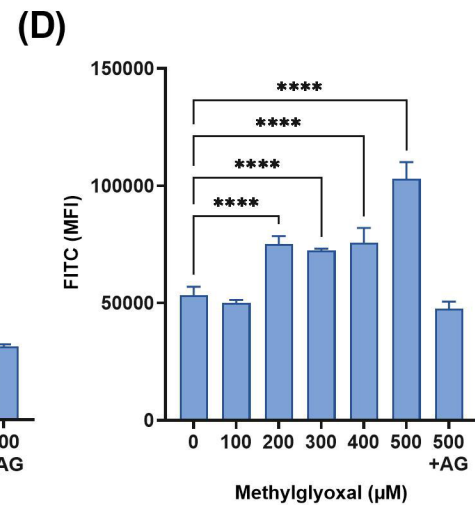 (D)
150000
100000
50000
0
FITC (MFI)
****
****
****
****
0 100 200 300 400 500 500
+AG
Methylglyoxal (µM)
00
AG